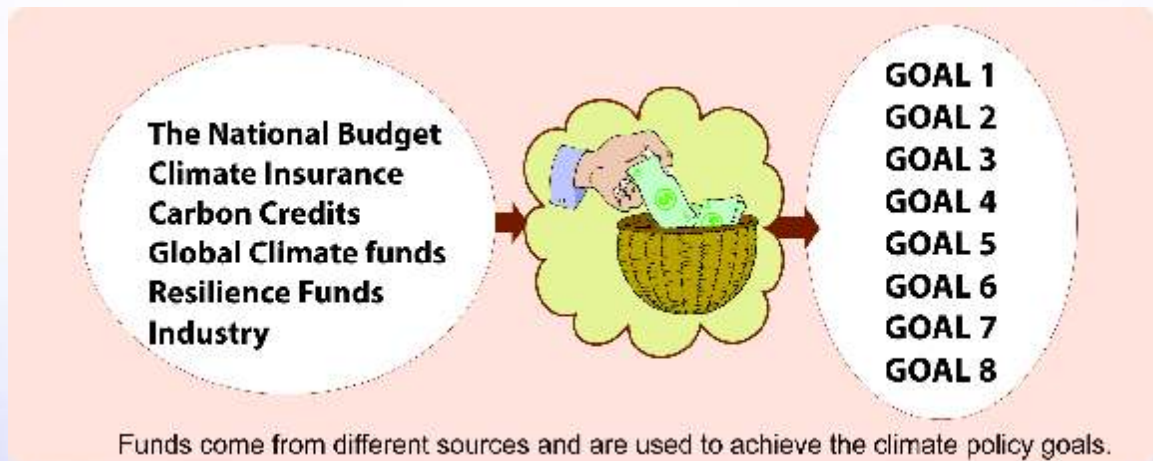 The National Budget
Climate Insurance
Carbon Credits
Global Climate funds
Resilience Funds
Industry
GOAL 1
GOAL 2
GOAL 3
GOAL 4
GOAL 5
GOAL 6
GOAL 7
GOAL 8
Funds come from different sources and are used to achieve the climate policy goals.